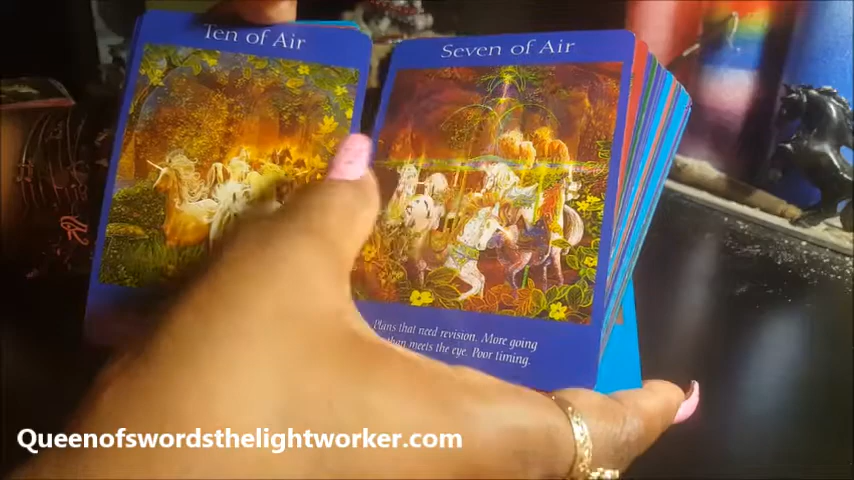 Ten of Air
Seven of Air
Plans that need revision. More going
than meets the eye. Poor timing.
Queenofswordsthelightworker.com